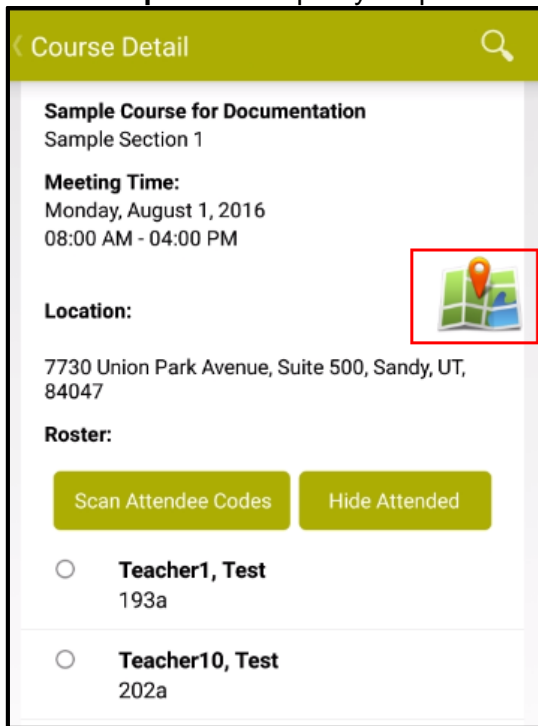 Course Detail
Sample Course for Documentation
Sample Section 1
Meeting Time:
Monday, August 1, 2016
08:00 AM - 04:00 PM
Location:
7730 Union Park Avenue, Suite 500, Sandy, UT,
84047
Roster:
Scan Attendee Codes Hide Attended
Teacher1, Test
193a
Teacher10, Test
202a